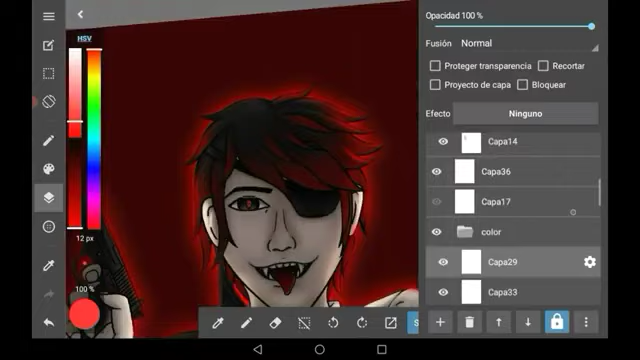 Opacidad 100 %
HSV
Fusión Normal
Proteger transparencia Recortar
Proyecto de capa Bloquear
Efecto Ninguno
Capa14
Capa36
Capa17
color
Capa29
Capa33
12 px
100 %